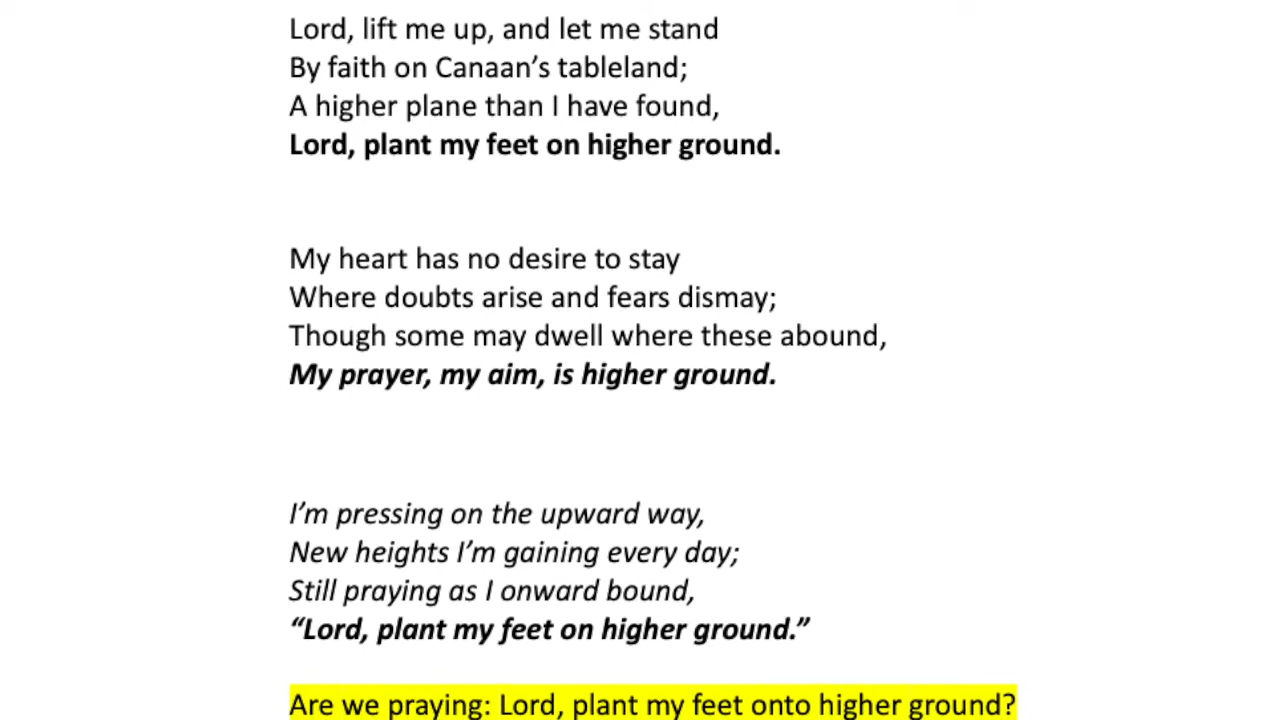 Lord, lift me up, and let me stand
By faith on Canaan’s tableland;
A higher plane than I have found,
Lord, plant my feet on higher ground.
My heart has no desire to stay
Where doubts arise and fears dismay;
Though some may dwell where these abound,
My prayer, my aim, is higher ground.
I’m pressing on the upward way,
New heights I’m gaining every day;
Still praying as I onward bound,
“Lord, plant my feet on higher ground.”
Are we praying: Lord, plant my feet onto higher ground?